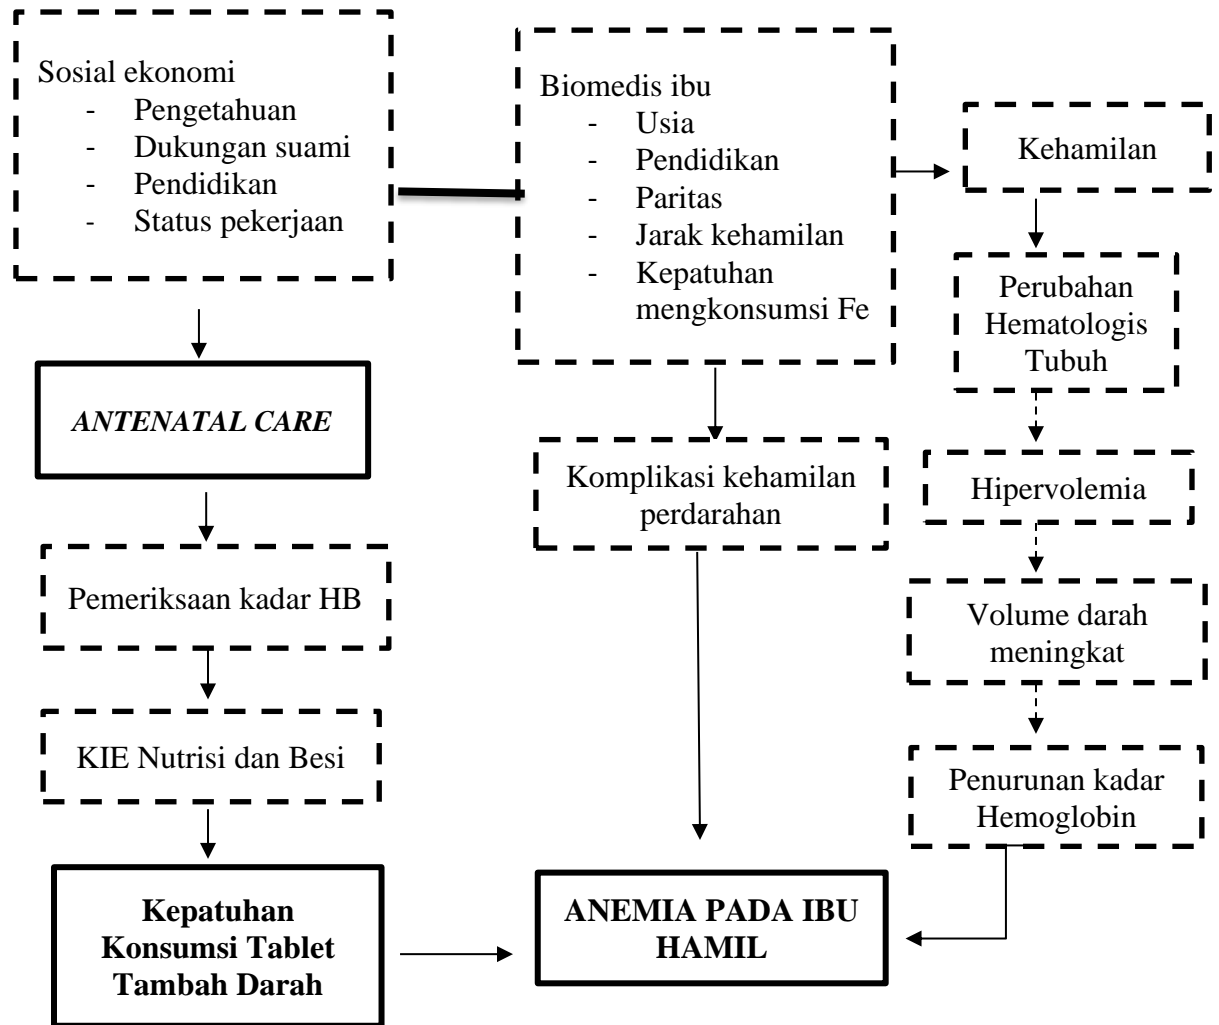 Sosial ekonomi
- Pengetahuan
- Dukungan suami
- Pendidikan
- Status pekerjaan
Biomedis ibu
- Usia
- Pendidikan
- Paritas
- Jarak kehamilan
- Kepatuhan
mengkonsumsi Fe
Kehamilan
Perubahan
Hematologis
Tubuh
ANTENATAL CARE
Komplikasi kehamilan
perdarahan
Hipervolemia
Pemeriksaan kadar HB
Volume darah
meningkat
KIE Nutrisi dan Besi
Penurunan kadar
Hemoglobin
Kepatuhan
Konsumsi Tablet
Tambah Darah
ANEMIA PADA IBU
HAMIL